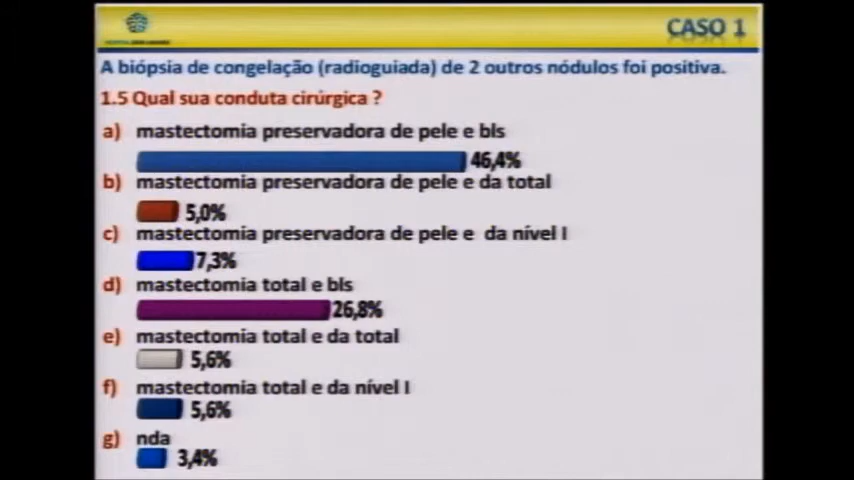 CASO 1
A biópsia de congelação (radioguiada) de 2 outros nódulos foi positiva.
1.5 Qual sua conduta cirúrgica ?
a) mastectomia preservadora de pele e bls
46,4%
b) mastectomia preservadora de pele e da total
5,0%
c) mastectomia preservadora de pele e da nível I
7,3%
d) mastectomia total e bls
26,8%
e) mastectomia total e da total
5,6%
f) mastectomia total e da nível I
5,6%
g) nda
3,4%